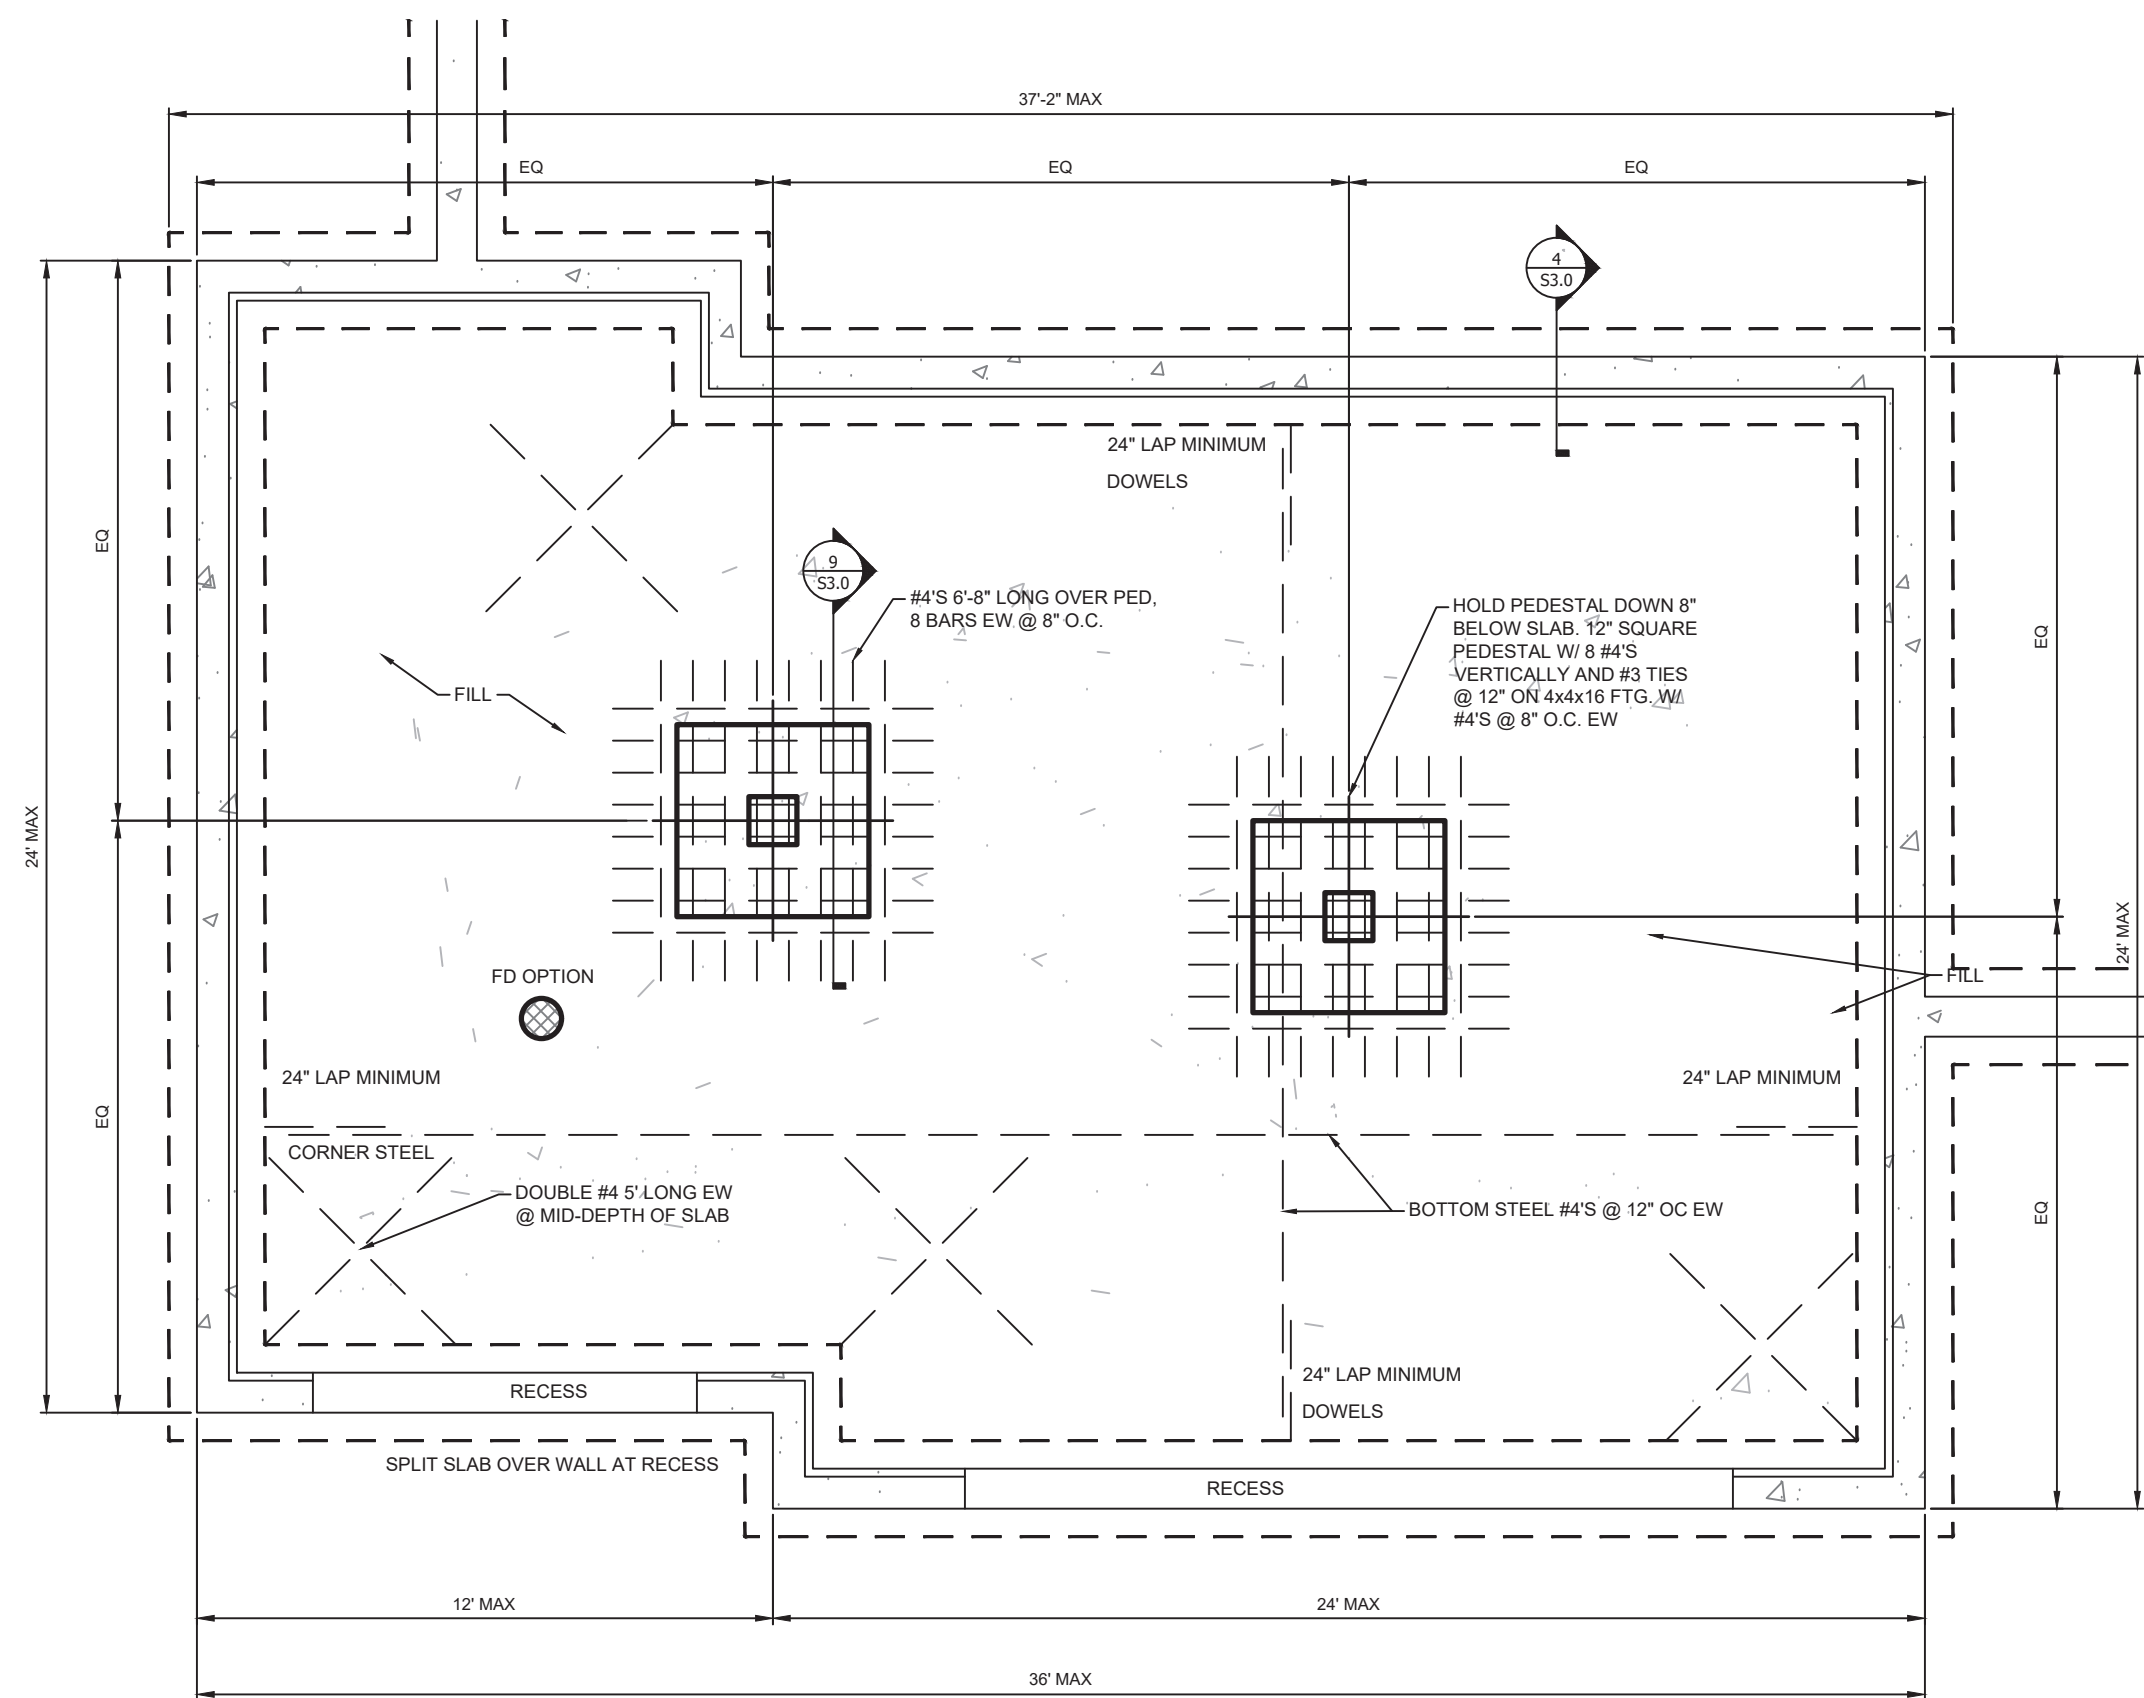 37'-2" MAX
EQ
EQ
EQ
4
S3.0
24" LAP MINIMUM
DOWELS
EQ
9
S3.0
#4'S 6'-8" LONG OVER PED,
8 BARS EW @ 8" O.C.
HOLD PEDESTAL DOWN 8"
BELOW SLAB. 12" SQUARE
PEDESTAL W/ 8 #4'S
VERTICALLY AND #3 TIES
@ 12" ON 4x4x16 FTG. W/
#4'S @ 8" O.C. EW
EQ
FILL
24' MAX
24' MAX
FD OPTION
FILL
24" LAP MINIMUM
24" LAP MINIMUM
EQ
CORNER STEEL
DOUBLE #4 5' LONG EW
@ MID-DEPTH OF SLAB
BOTTOM STEEL #4'S @ 12" OC EW
EQ
24" LAP MINIMUM
DOWELS
RECESS
SPLIT SLAB OVER WALL AT RECESS
RECESS
12' MAX
24' MAX
36' MAX